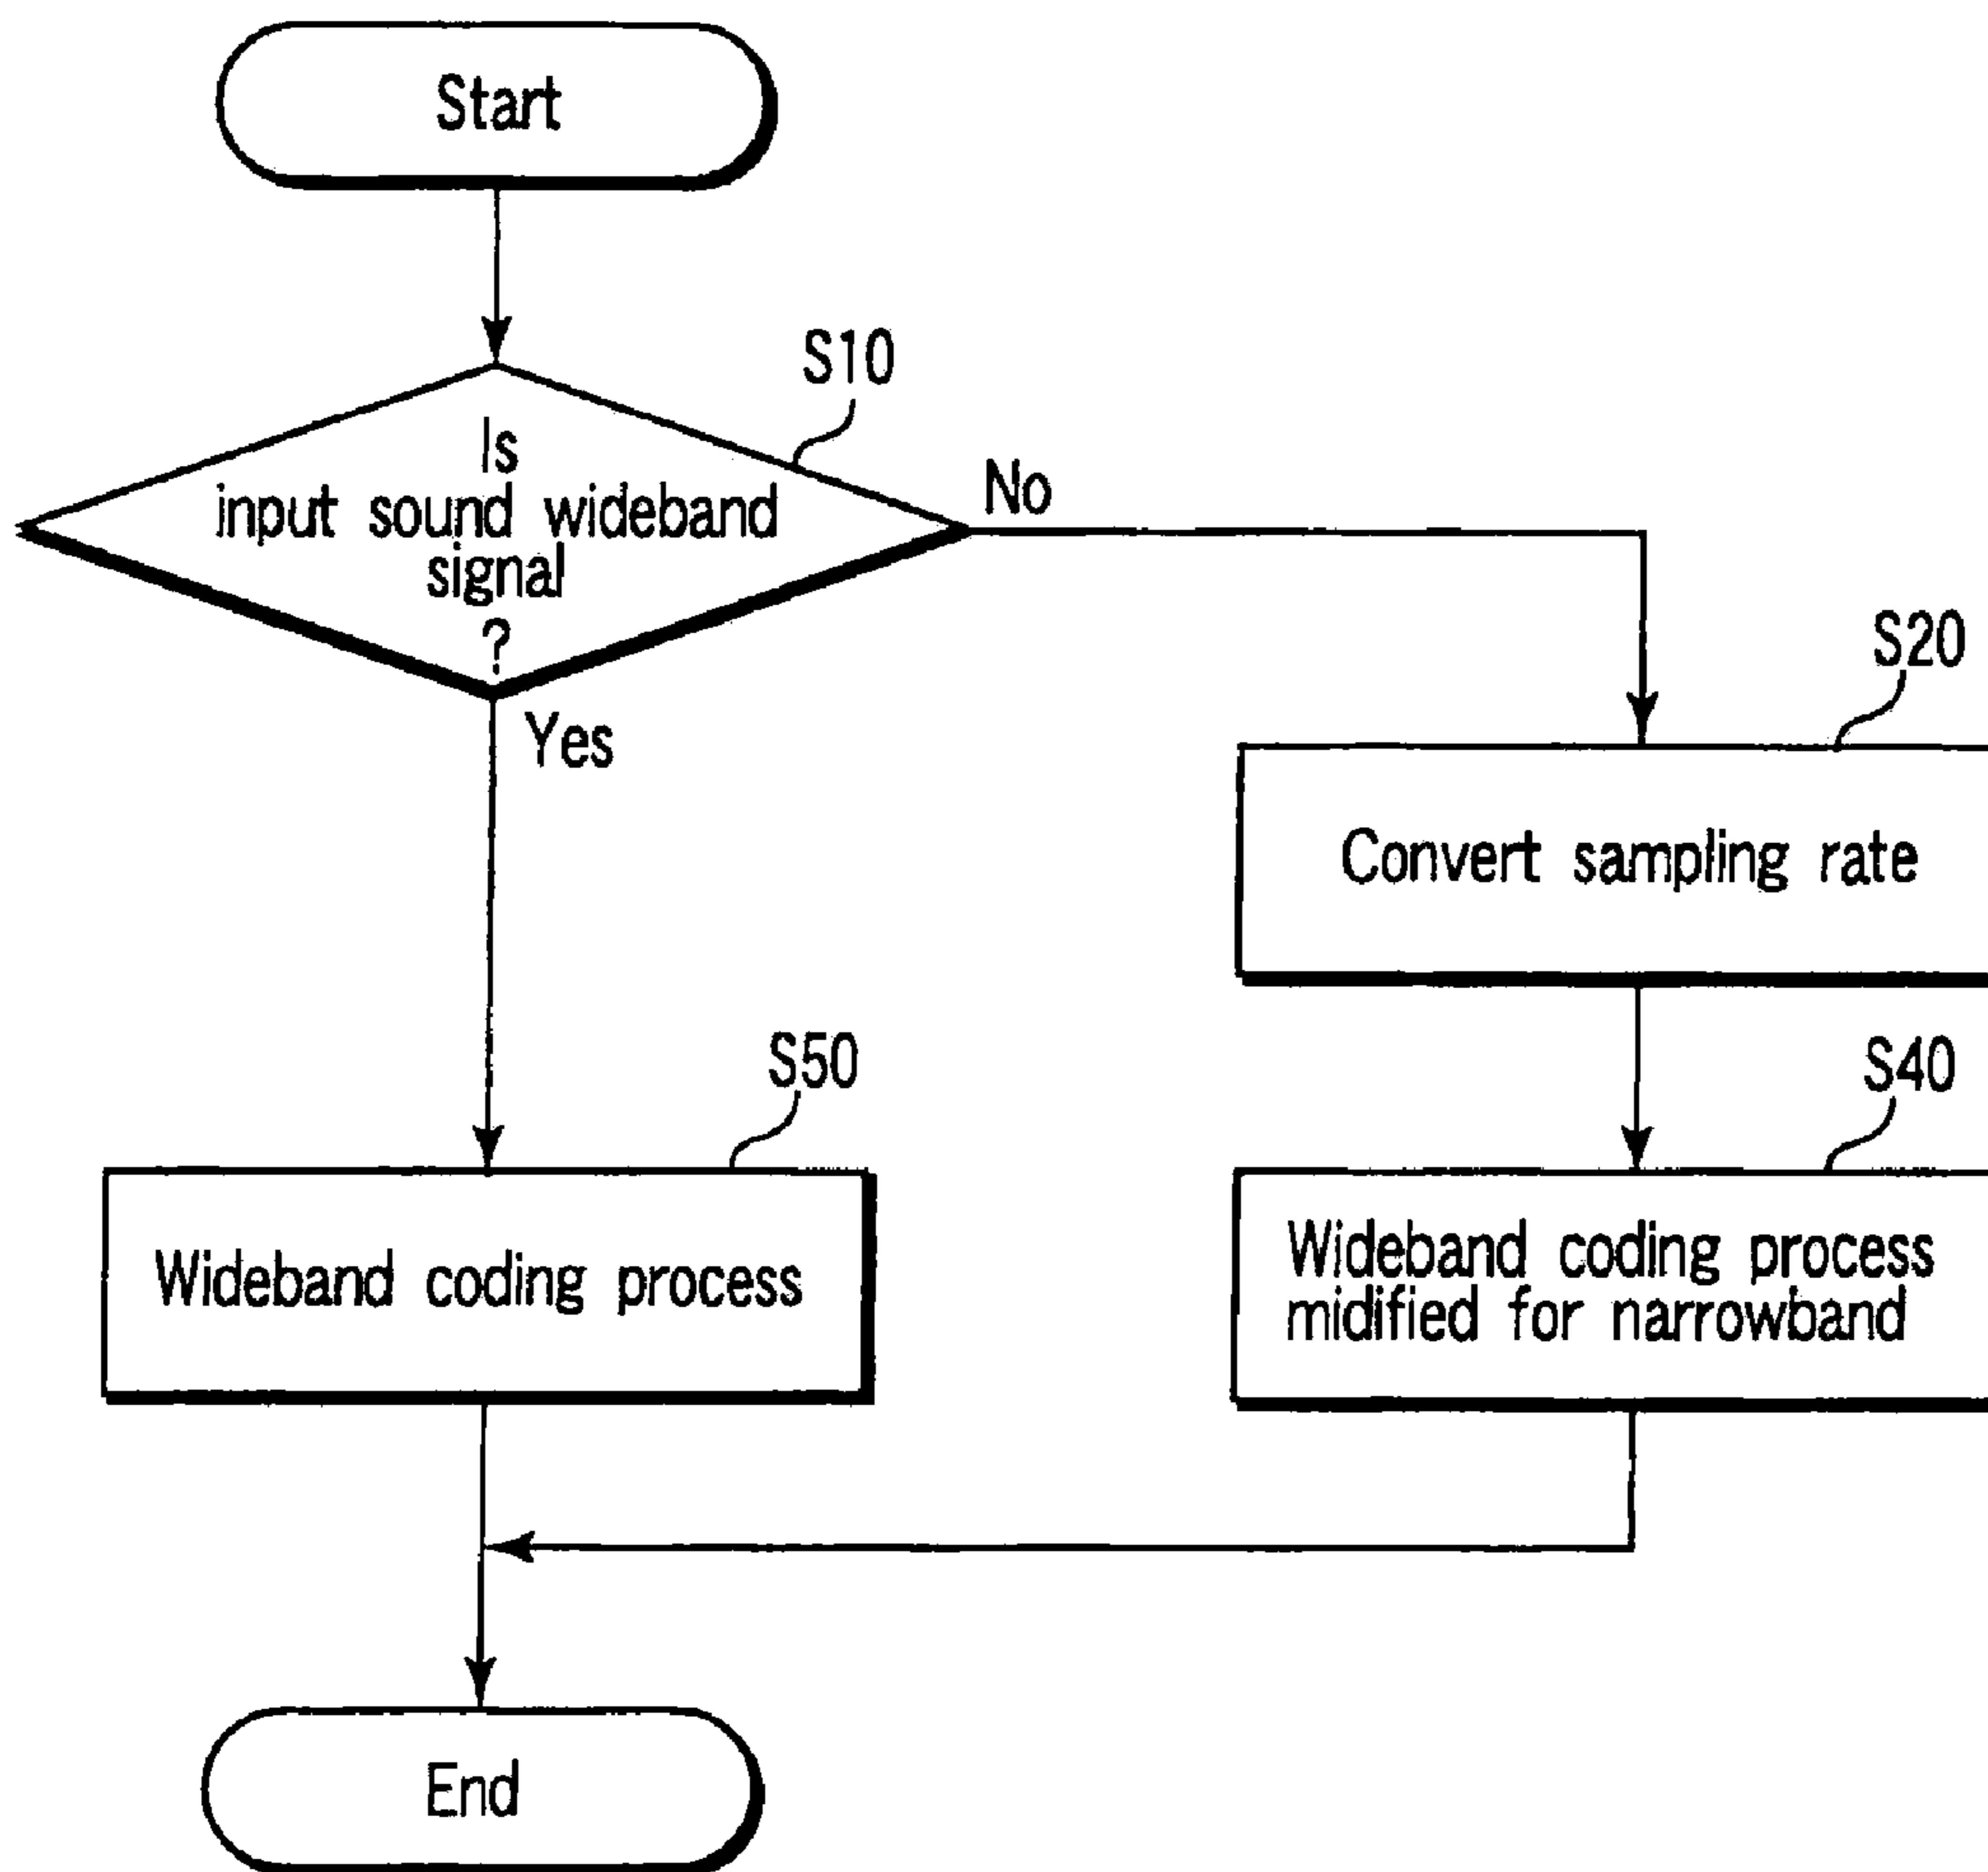 Start
S10
Is
input sound wideband
signal
?
No
Yes
S20
Convert sampling rate
S50
S40
Wideband coding process
Wideband coding process
midified for narrowband
End